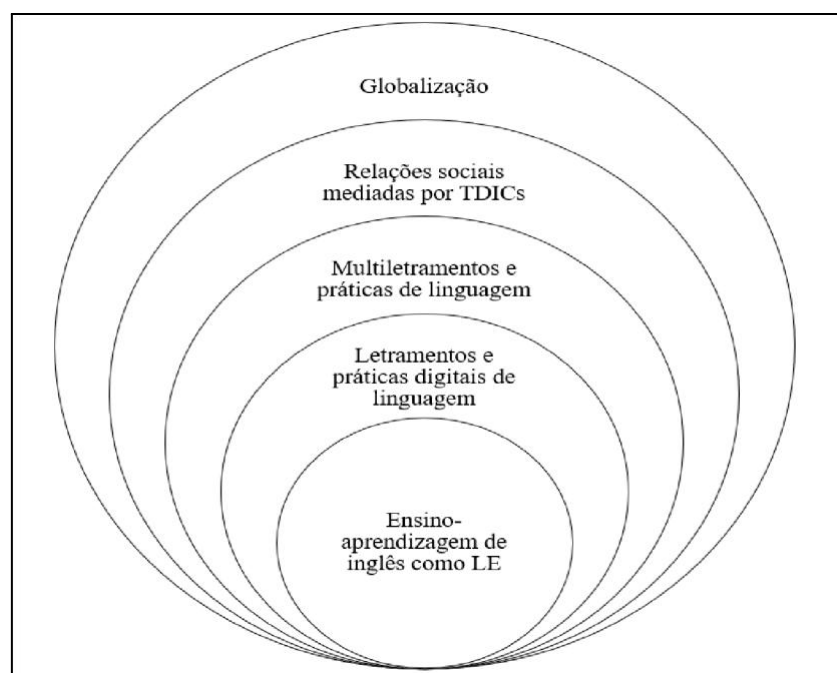 Globalização
Relações sociais
mediadas por TDICs
Multiletramentos e
práticas de linguagem
Letramentos e
práticas digitais de
linguagem
Ensino-
aprendizagem de
inglês como LE